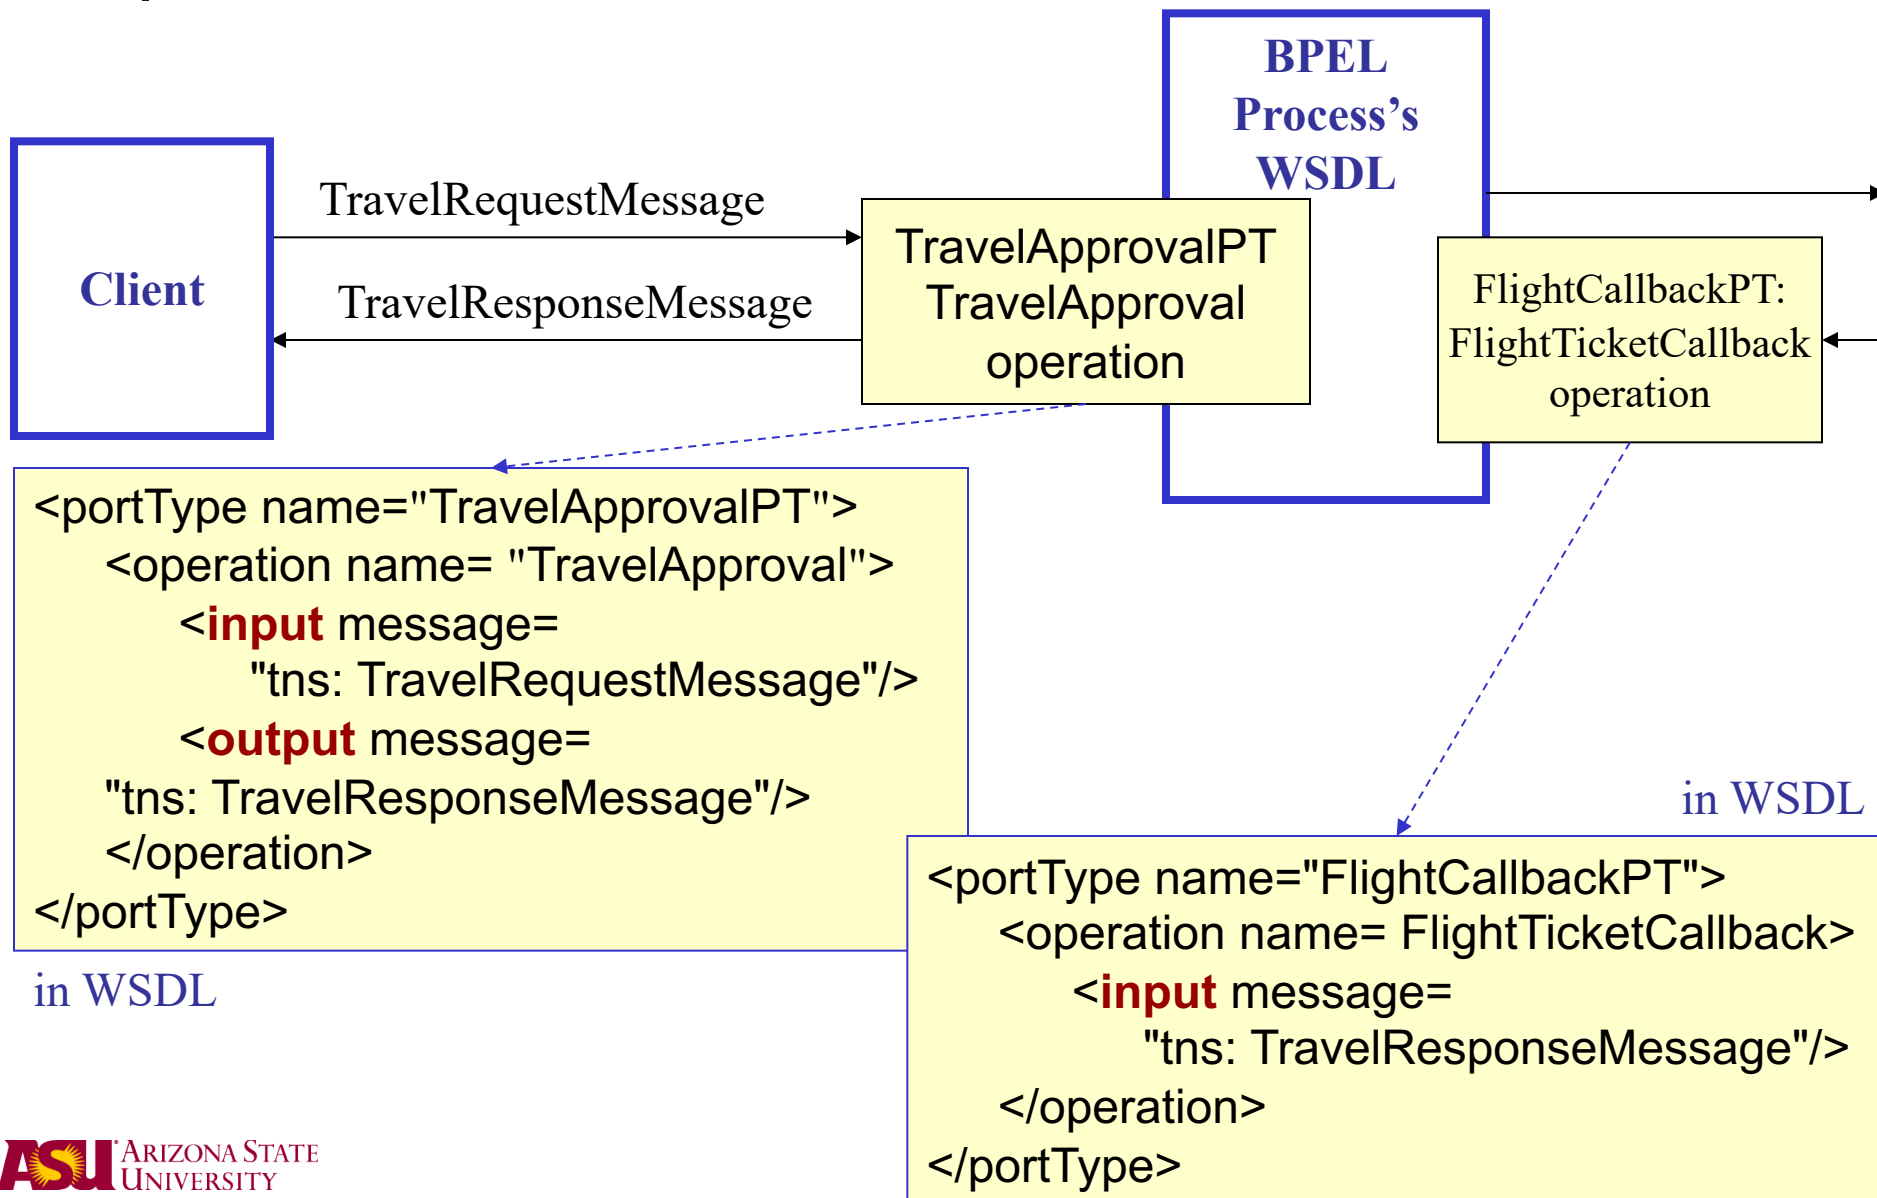 BPEL
Process’s
WSDL
Client
TravelRequestMessage
TravelResponseMessage
TravelApprovalPT
TravelApproval
operation
FlightCallbackPT:
FlightTicketCallback
operation
<portType name="TravelApprovalPT">
<operation name= "TravelApproval">
<input message=
"tns: TravelRequestMessage"/>
<output message=
"tns: TravelResponseMessage"/>
</operation>
</portType>
in WSDL
in WSDL
<portType name="FlightCallbackPT">
<operation name= FlightTicketCallback>
<input message=
"tns: TravelResponseMessage"/>
</operation>
</portType>
ASU ARIZONA STATE
UNIVERSITY